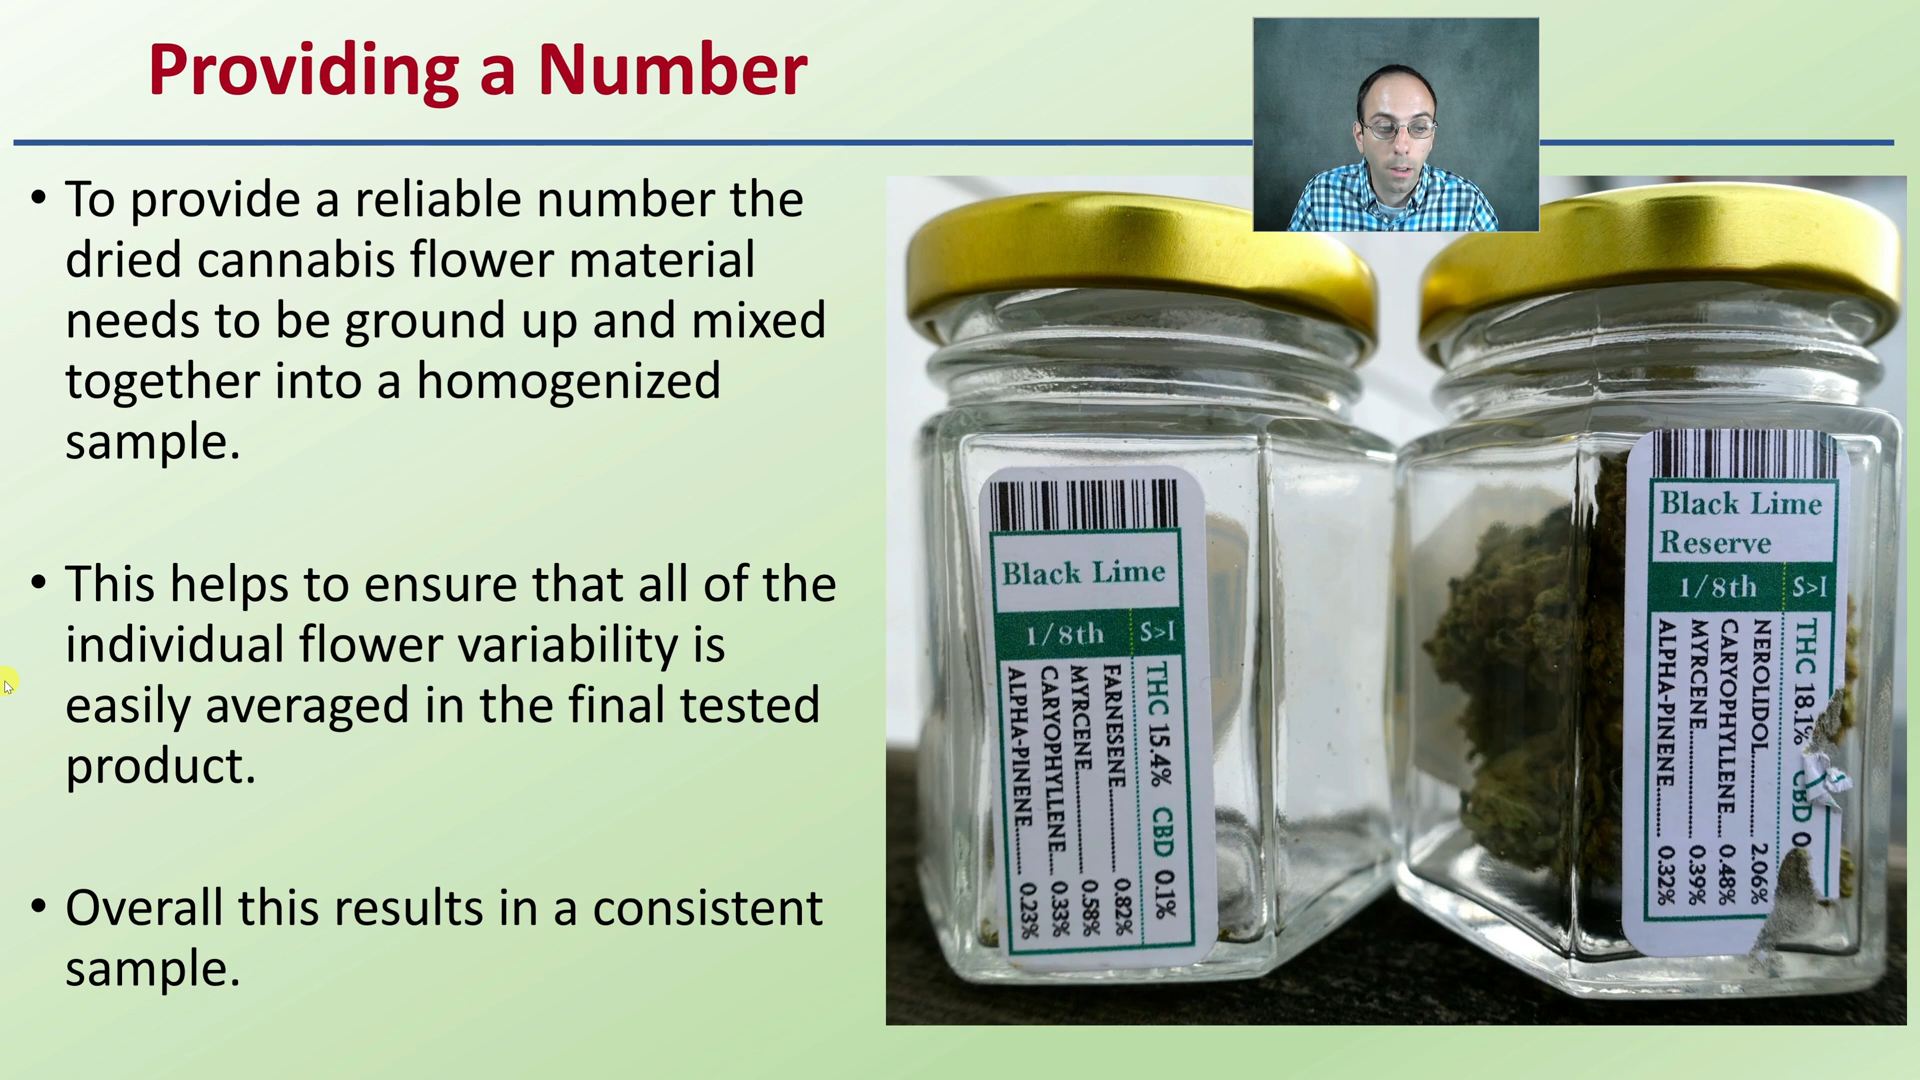 Providing a Number
• To provide a reliable number the
dried cannabis flower material
needs to be ground up and mixed
together into a homogenized
sample.
• This helps to ensure that all of the
individual flower variability is
easily averaged in the final tested
product.
• Overall this results in a consistent
sample.
Black Lime
1/8th S>I
THC 15.4% CBD 0.1%
FARNESENE............ 0.82%
MYRCENE................ 0.58%
CARYOPHYLLENE.... 0.33%
ALPHA-PINENE........ 0.23%
Black Lime
Reserve
1/8th S>I
THC 18.1% CBD 0
NEROLIDOL............ 2.06%
CARYOPHYLLENE.... 0.48%
MYRCENE................ 0.39%
ALPHA-PINENE........ 0.32%